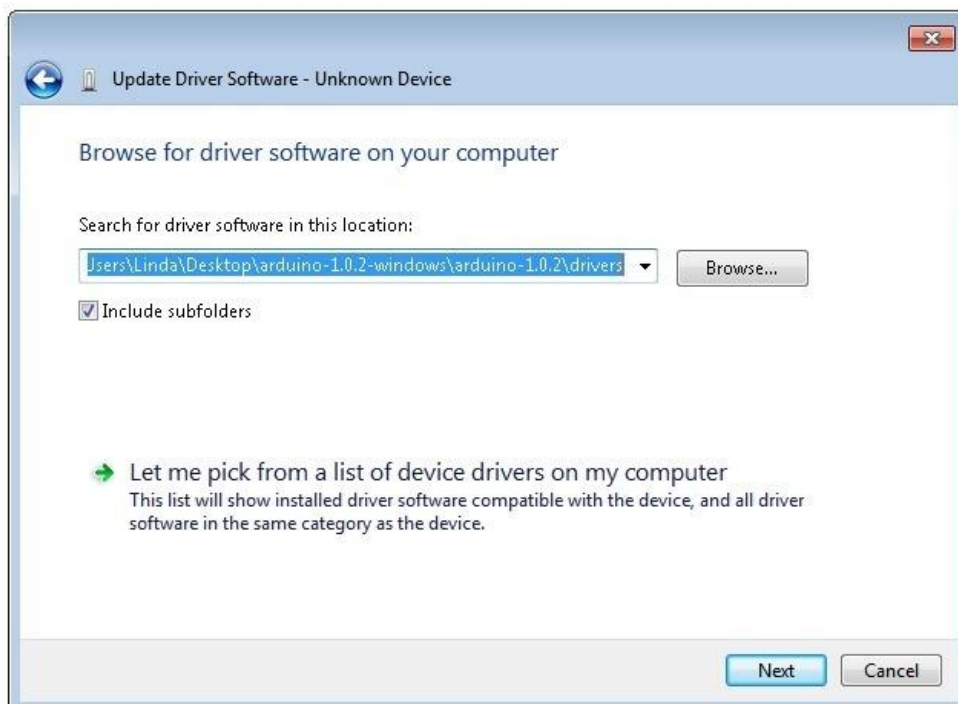 Update Driver Software - Unknown Device
Browse for driver software on your computer
Search for driver software in this location:
Users\Linda\Desktop\arduino-1.0.2-windows\arduino-1.0.2\drivers
Browse...
Include subfolders
Let me pick from a list of device drivers on my computer
This list will show installed driver software compatible with the device, and all driver
software in the same category as the device.
Next
Cancel